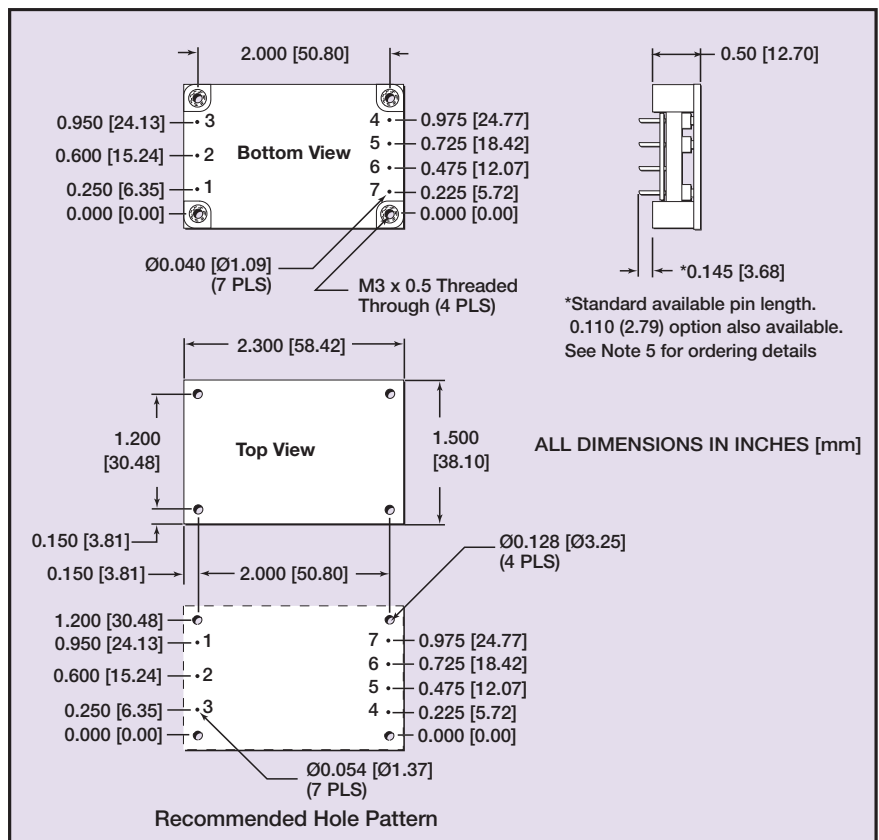 2.000 [50.80]
0.50 [12.70]
0.950 [24.13]
3
4
0.975 [24.77]
0.600 [15.24]
2
Bottom View
5
0.725 [18.42]
6
0.475 [12.07]
0.250 [6.35]
1
7
0.225 [5.72]
0.000 [0.00]
0.000 [0.00]
Ø0.040 [Ø1.09]
(7 PLS)
M3 x 0.5 Threaded
Through (4 PLS)
*0.145 [3.68]
*Standard available pin length.
0.110 (2.79) option also available.
See Note 5 for ordering details
2.300 [58.42]
1.200
[30.48]
Top View
1.500
[38.10]
ALL DIMENSIONS IN INCHES [mm]
0.150 [3.81]
0.150 [3.81]
2.000 [50.80]
Ø0.128 [Ø3.25]
(4 PLS)
1.200 [30.48]
0.950 [24.13]
1
7
0.975 [24.77]
0.600 [15.24]
2
6
0.725 [18.42]
5
0.475 [12.07]
0.250 [6.35]
3
4
0.225 [5.72]
0.000 [0.00]
0.000 [0.00]
Ø0.054 [Ø1.37]
(7 PLS)
Recommended Hole Pattern